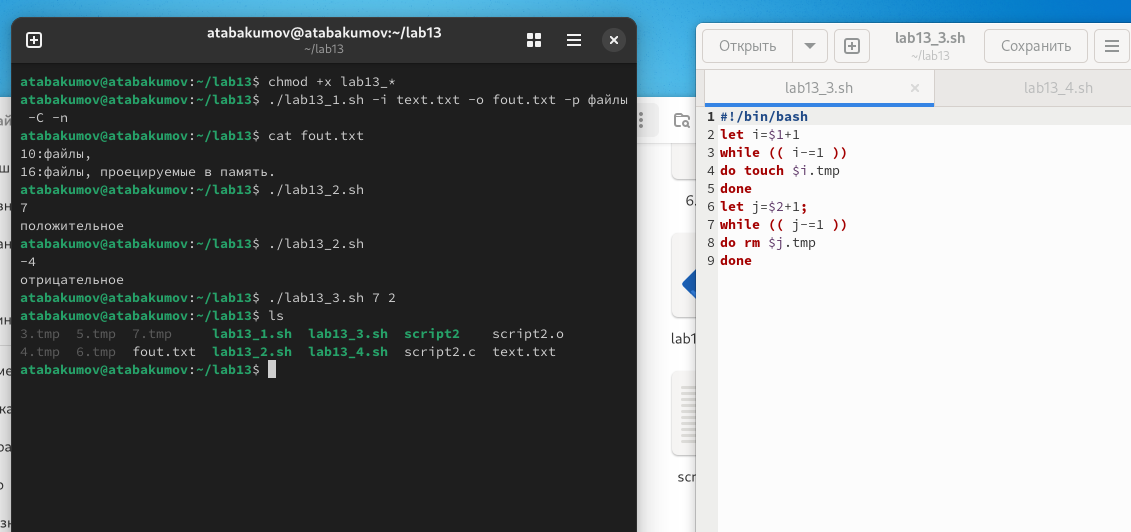 atabakumov@atabakumov:~/lab13
~/lab13
atabakumov@atabakumov:~/lab13$ chmod +x lab13_*
atabakumov@atabakumov:~/lab13$ ./lab13_1.sh -i text.txt -o fout.txt -p файлы
-C -n
atabakumov@atabakumov:~/lab13$ cat fout.txt
10:файлы,
16:файлы, проецируемые в память.
atabakumov@atabakumov:~/lab13$ ./lab13_2.sh
7
положительное
atabakumov@atabakumov:~/lab13$ ./lab13_2.sh
-4
отрицательное
atabakumov@atabakumov:~/lab13$ ./lab13_3.sh 7 2
atabakumov@atabakumov:~/lab13$ ls
3.tmp 5.tmp 7.tmp lab13_1.sh lab13_3.sh script2 script2.o
4.tmp 6.tmp fout.txt lab13_2.sh lab13_4.sh script2.c text.txt
atabakumov@atabakumov:~/lab13$
6.
lab1
scr
Открыть
lab13_3.sh
~/lab13
Сохранить
lab13_3.sh
lab13_4.sh
1 #!/bin/bash
2 let i=$1+1
3 while (( i-=1 ))
4 do touch $i.tmp
5 done
6 let j=$2+1;
7 while (( j-=1 ))
8 do rm $j.tmp
9 done